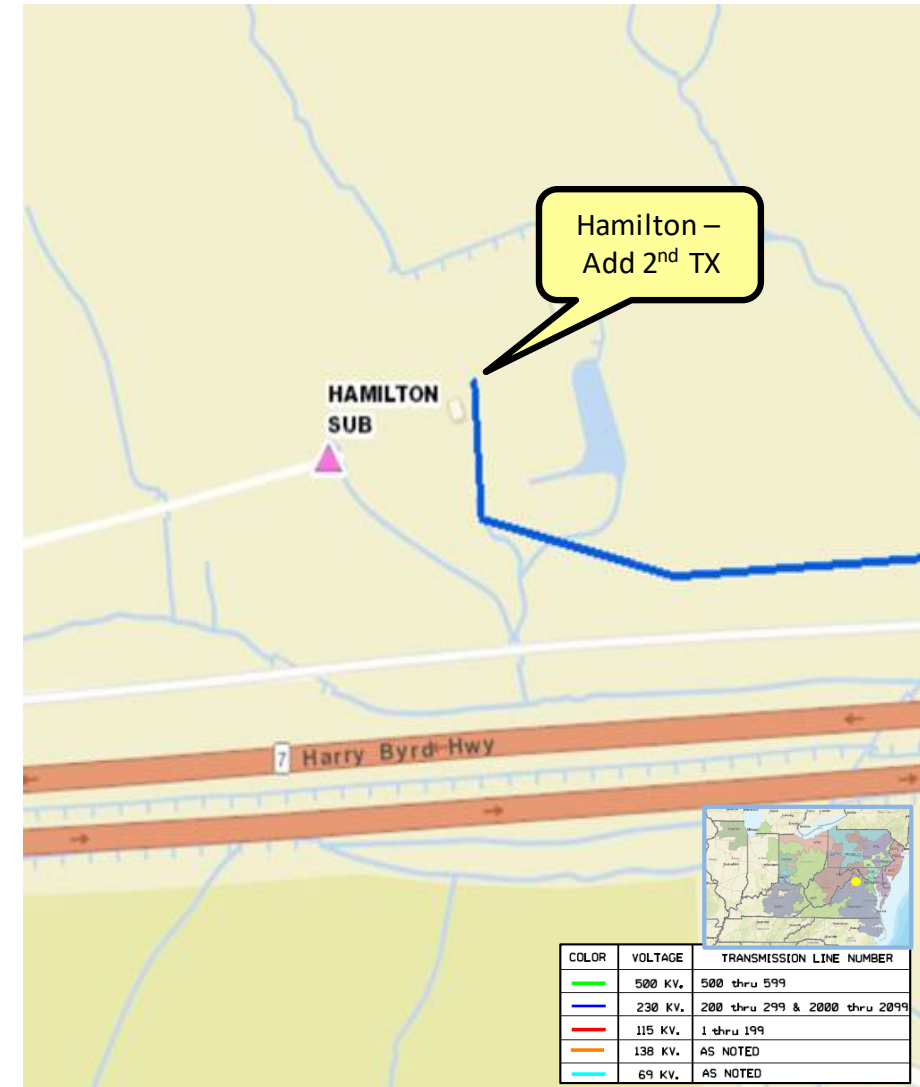 Hamilton –
Add 2nd TX
HAMILTON
SUB
7 Harry Byrd Hwy
COLOR VOLTAGE TRANSMISSION LINE NUMBER
500 KV. 500 thru 599
230 KV. 200 thru 299 & 2000 thru 2099
115 KV. 1 thru 199
138 KV. AS NOTED
69 KV. AS NOTED